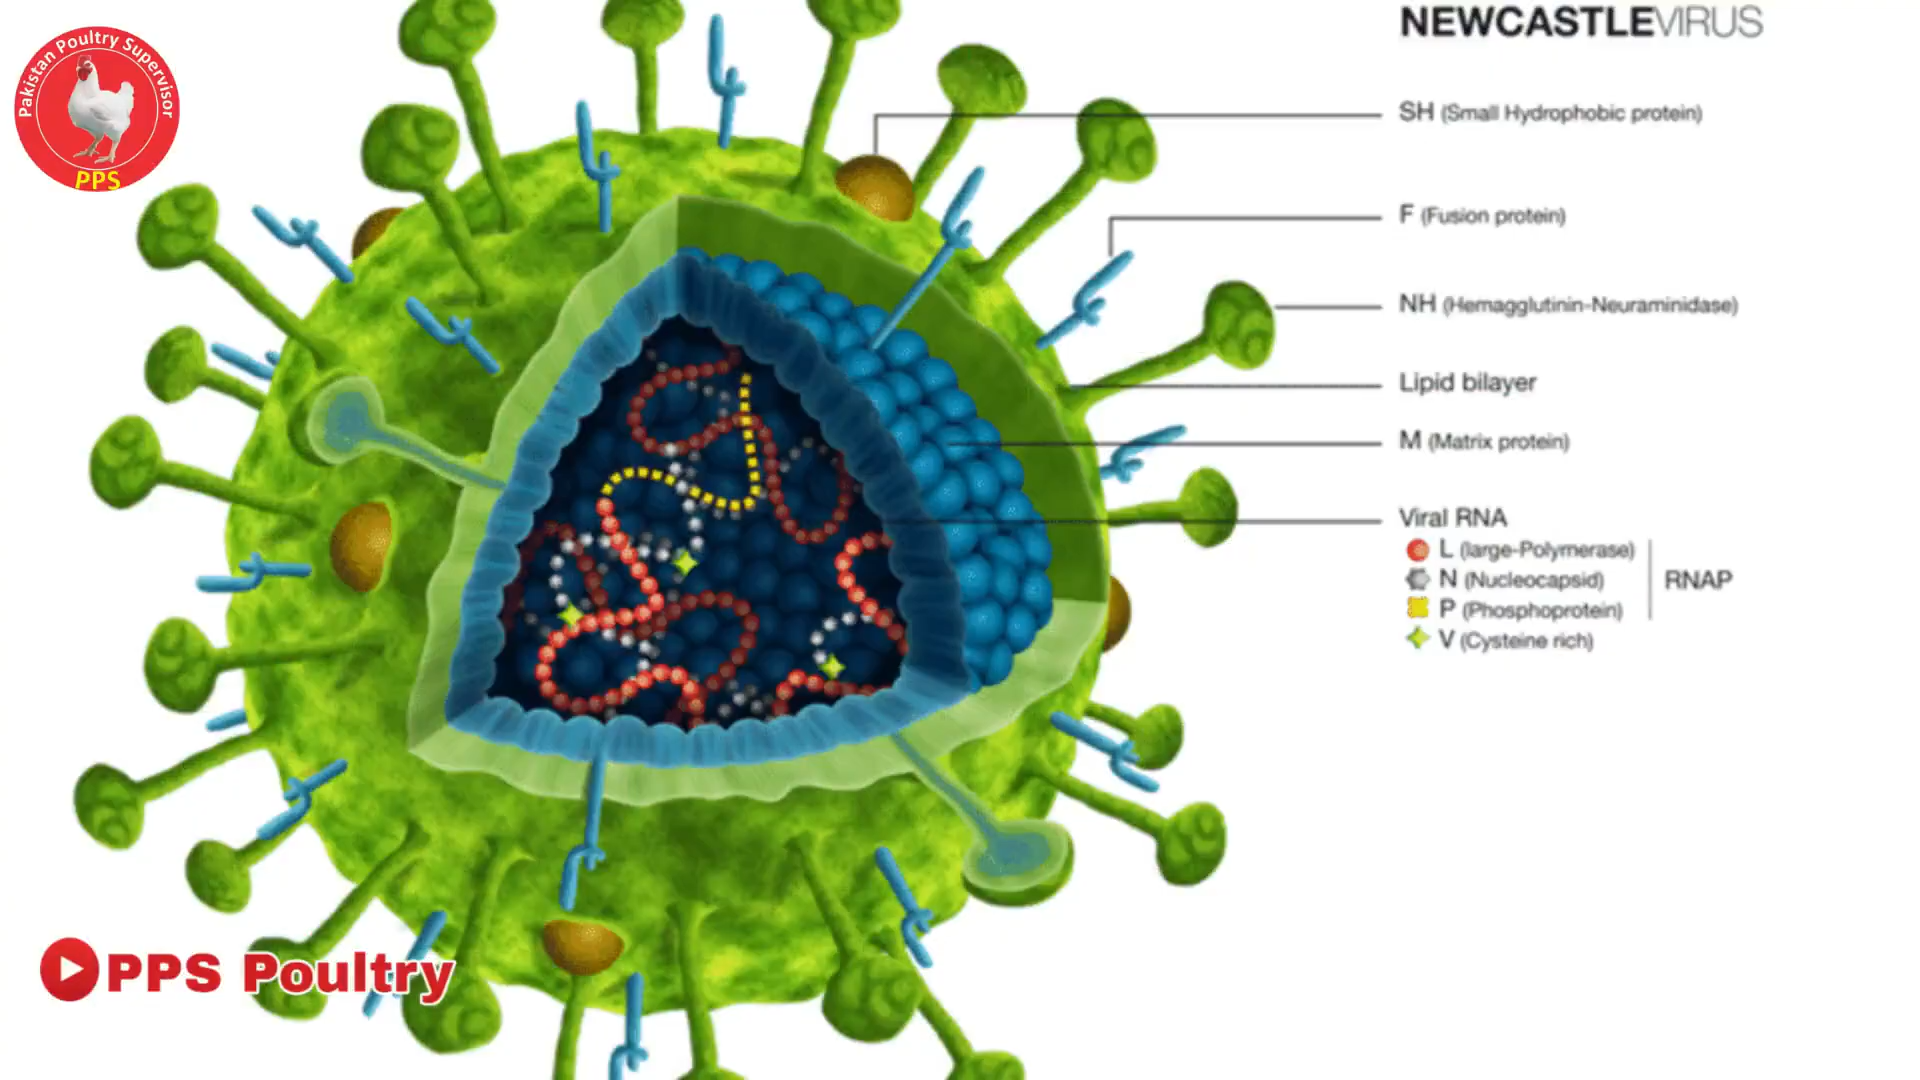 Pakistan Poultry Supervisor
PPS
NEWCASTLEVIRUS
SH (Small Hydrophobic protein)
F (Fusion protein)
NH (Hemagglutinin-Neuraminidase)
Lipid bilayer
M (Matrix protein)
Viral RNA
L (large-Polymerase)
N (Nucleocapsid)
RNAP
P (Phosphoprotein)
V (Cysteine rich)
PPS Poultry